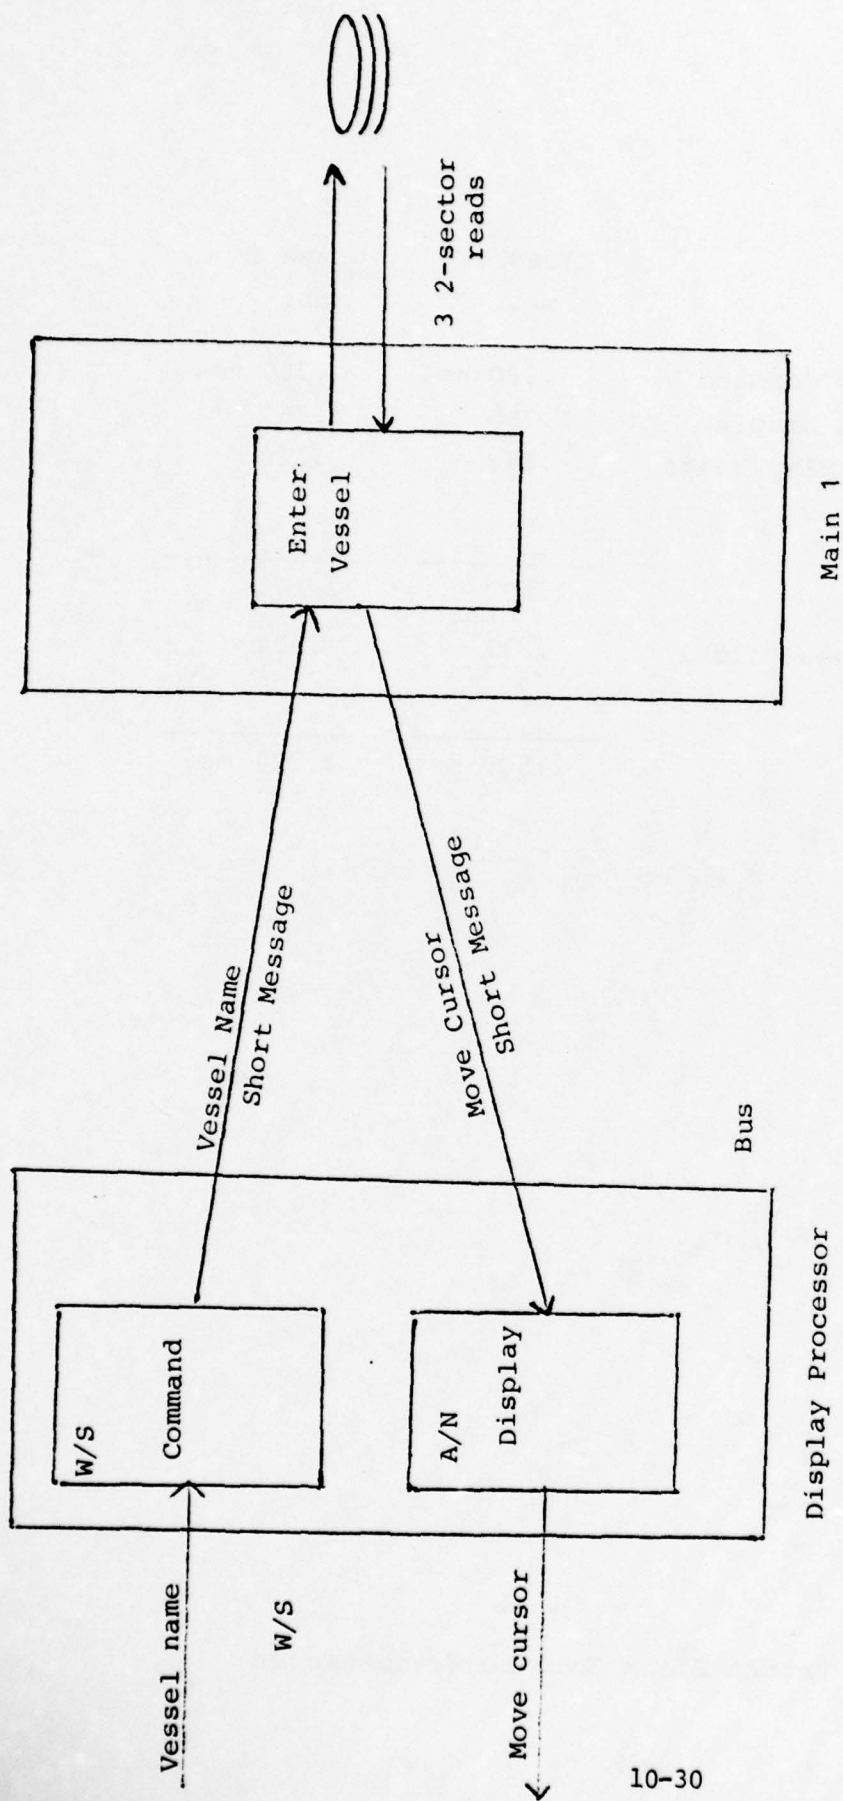 Vessel name
W/S
Move cursor
W/S
Command
A/N
Display
Display Processor
Vessel Name
Short Message
Move Cursor
Short Message
Bus
Enter
Vessel
Main 1
3 2-sector
reads
10-30